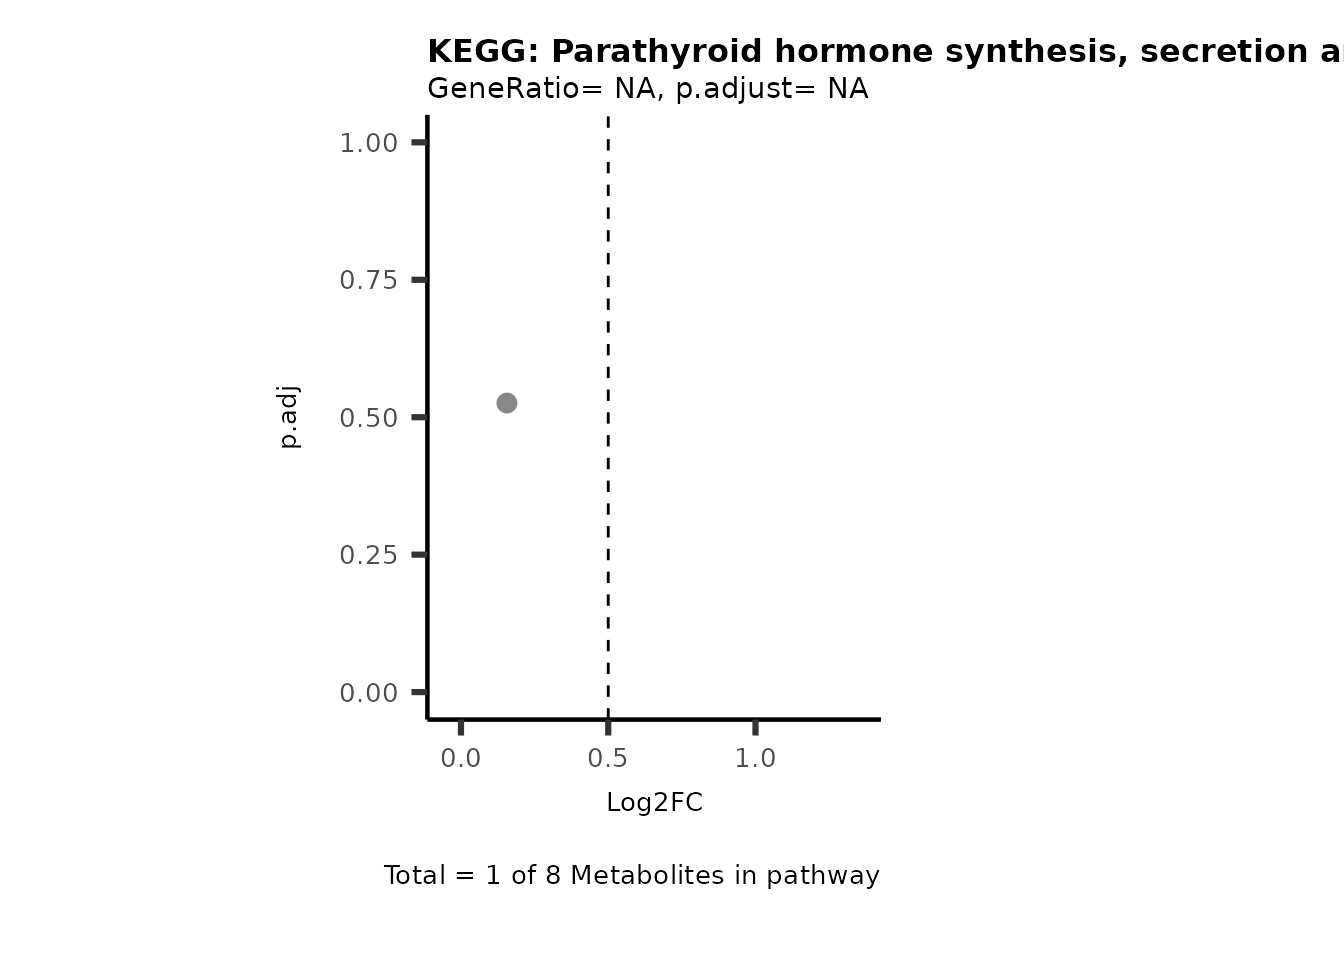 KEGG: Parathyroid hormone synthesis, secretion
GeneRatio= NA, p.adjust= NA
1.00
0.75
0.50
0.25
0.00
p.adj
0.0 0.5 1.0
Log2FC
Total = 1 of 8 Metabolites in pathway